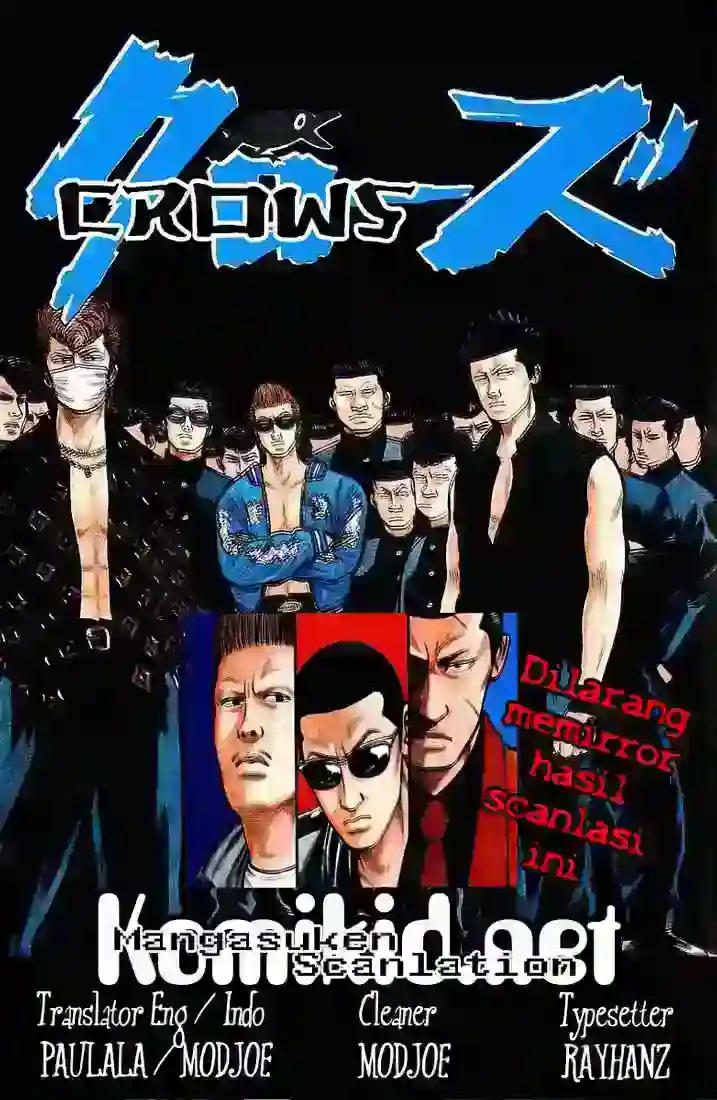 クローズ
CROWS
Dilarang
memirror
hasil
scanlasi
ini
Komikid.net
Mangasuken
Scanlation
Translator Eng / Indo
PAULALA / MODJOE
Cleaner
MODJOE
Typesetter
RAYHANZ